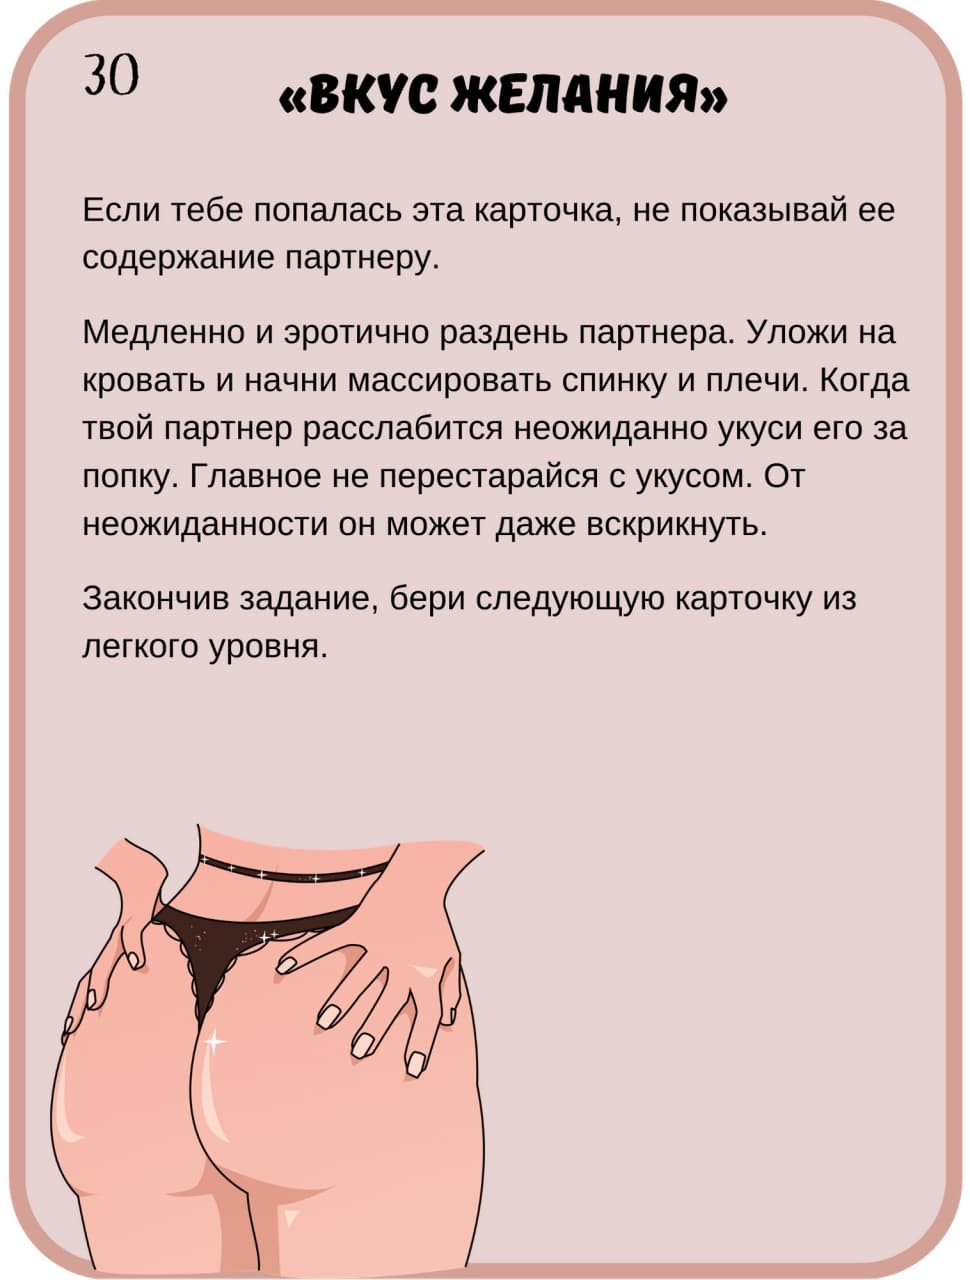 30
«ВКУС ЖЕЛАНИЯ»
Если тебе попалась эта карточка, не показывай ее
содержание партнеру.
Медленно и эротично раздень партнера. Уложи на
кровать и начни массировать спинку и плечи. Когда
твой партнер расслабится неожиданно укуси его за
попку. Главное не перестарайся с укусом. От
неожиданности он может даже вскрикнуть.
Закончив задание, бери следующую карточку из
легкого уровня.